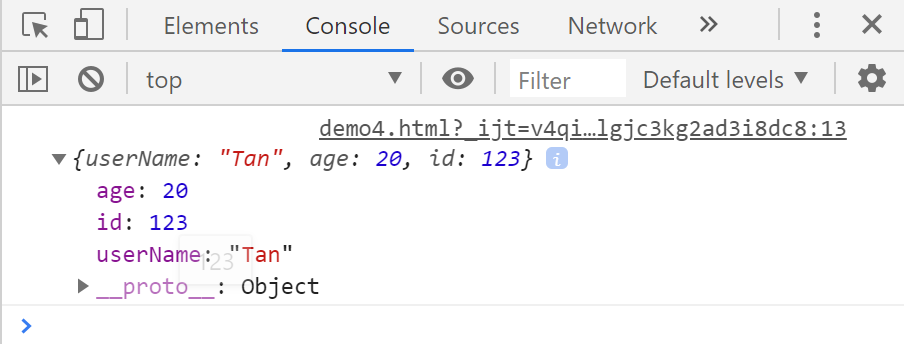 Elements Console Sources Network
top Filter Default levels
demo4.html?_ijt=v4qi…lgjc3kg2ad3i8dc8:13
{userName: "Tan", age: 20, id: 123} i
age: 20
id: 123
userName: "Tan"
123
__proto__: Object